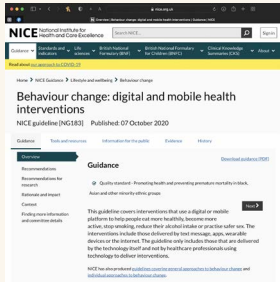 nice.org.uk
Overview | Behaviour change: digital and mobile health interventions | Guidance | NICE
NICE National Institute for Health and Care Excellence
Search NICE...
Sign in
Guidance
Standards and indicators
Life sciences
British National Formulary (BNF)
British National Formulary for Children (BNFC)
Clinical Knowledge Summaries (CKS)
About
Read about our approach to COVID-19
Home > NICE Guidance > Lifestyle and wellbeing > Behaviour change
Behaviour change: digital and mobile health
interventions
NICE guideline [NG183] Published: 07 October 2020
Guidance Tools and resources Information for the public Evidence History
Overview
Recommendations
Recommendations for
research
Rationale and impact
Context
Finding more information
and committee details
Download guidance (PDF)
Guidance
Quality standard - Promoting health and preventing premature mortality in black,
Asian and other minority ethnic groups
Next >
This guideline covers interventions that use a digital or mobile
platform to help people eat more healthily, become more
active, stop smoking, reduce their alcohol intake or practise safer sex. The
interventions include those delivered by text message, apps, wearable
devices or the internet. The guideline only includes those that are delivered
by the technology itself and not by healthcare professionals using
technology to deliver interventions.
NICE has also produced guidelines covering general approaches to behaviour change and
individual approaches to behaviour change.